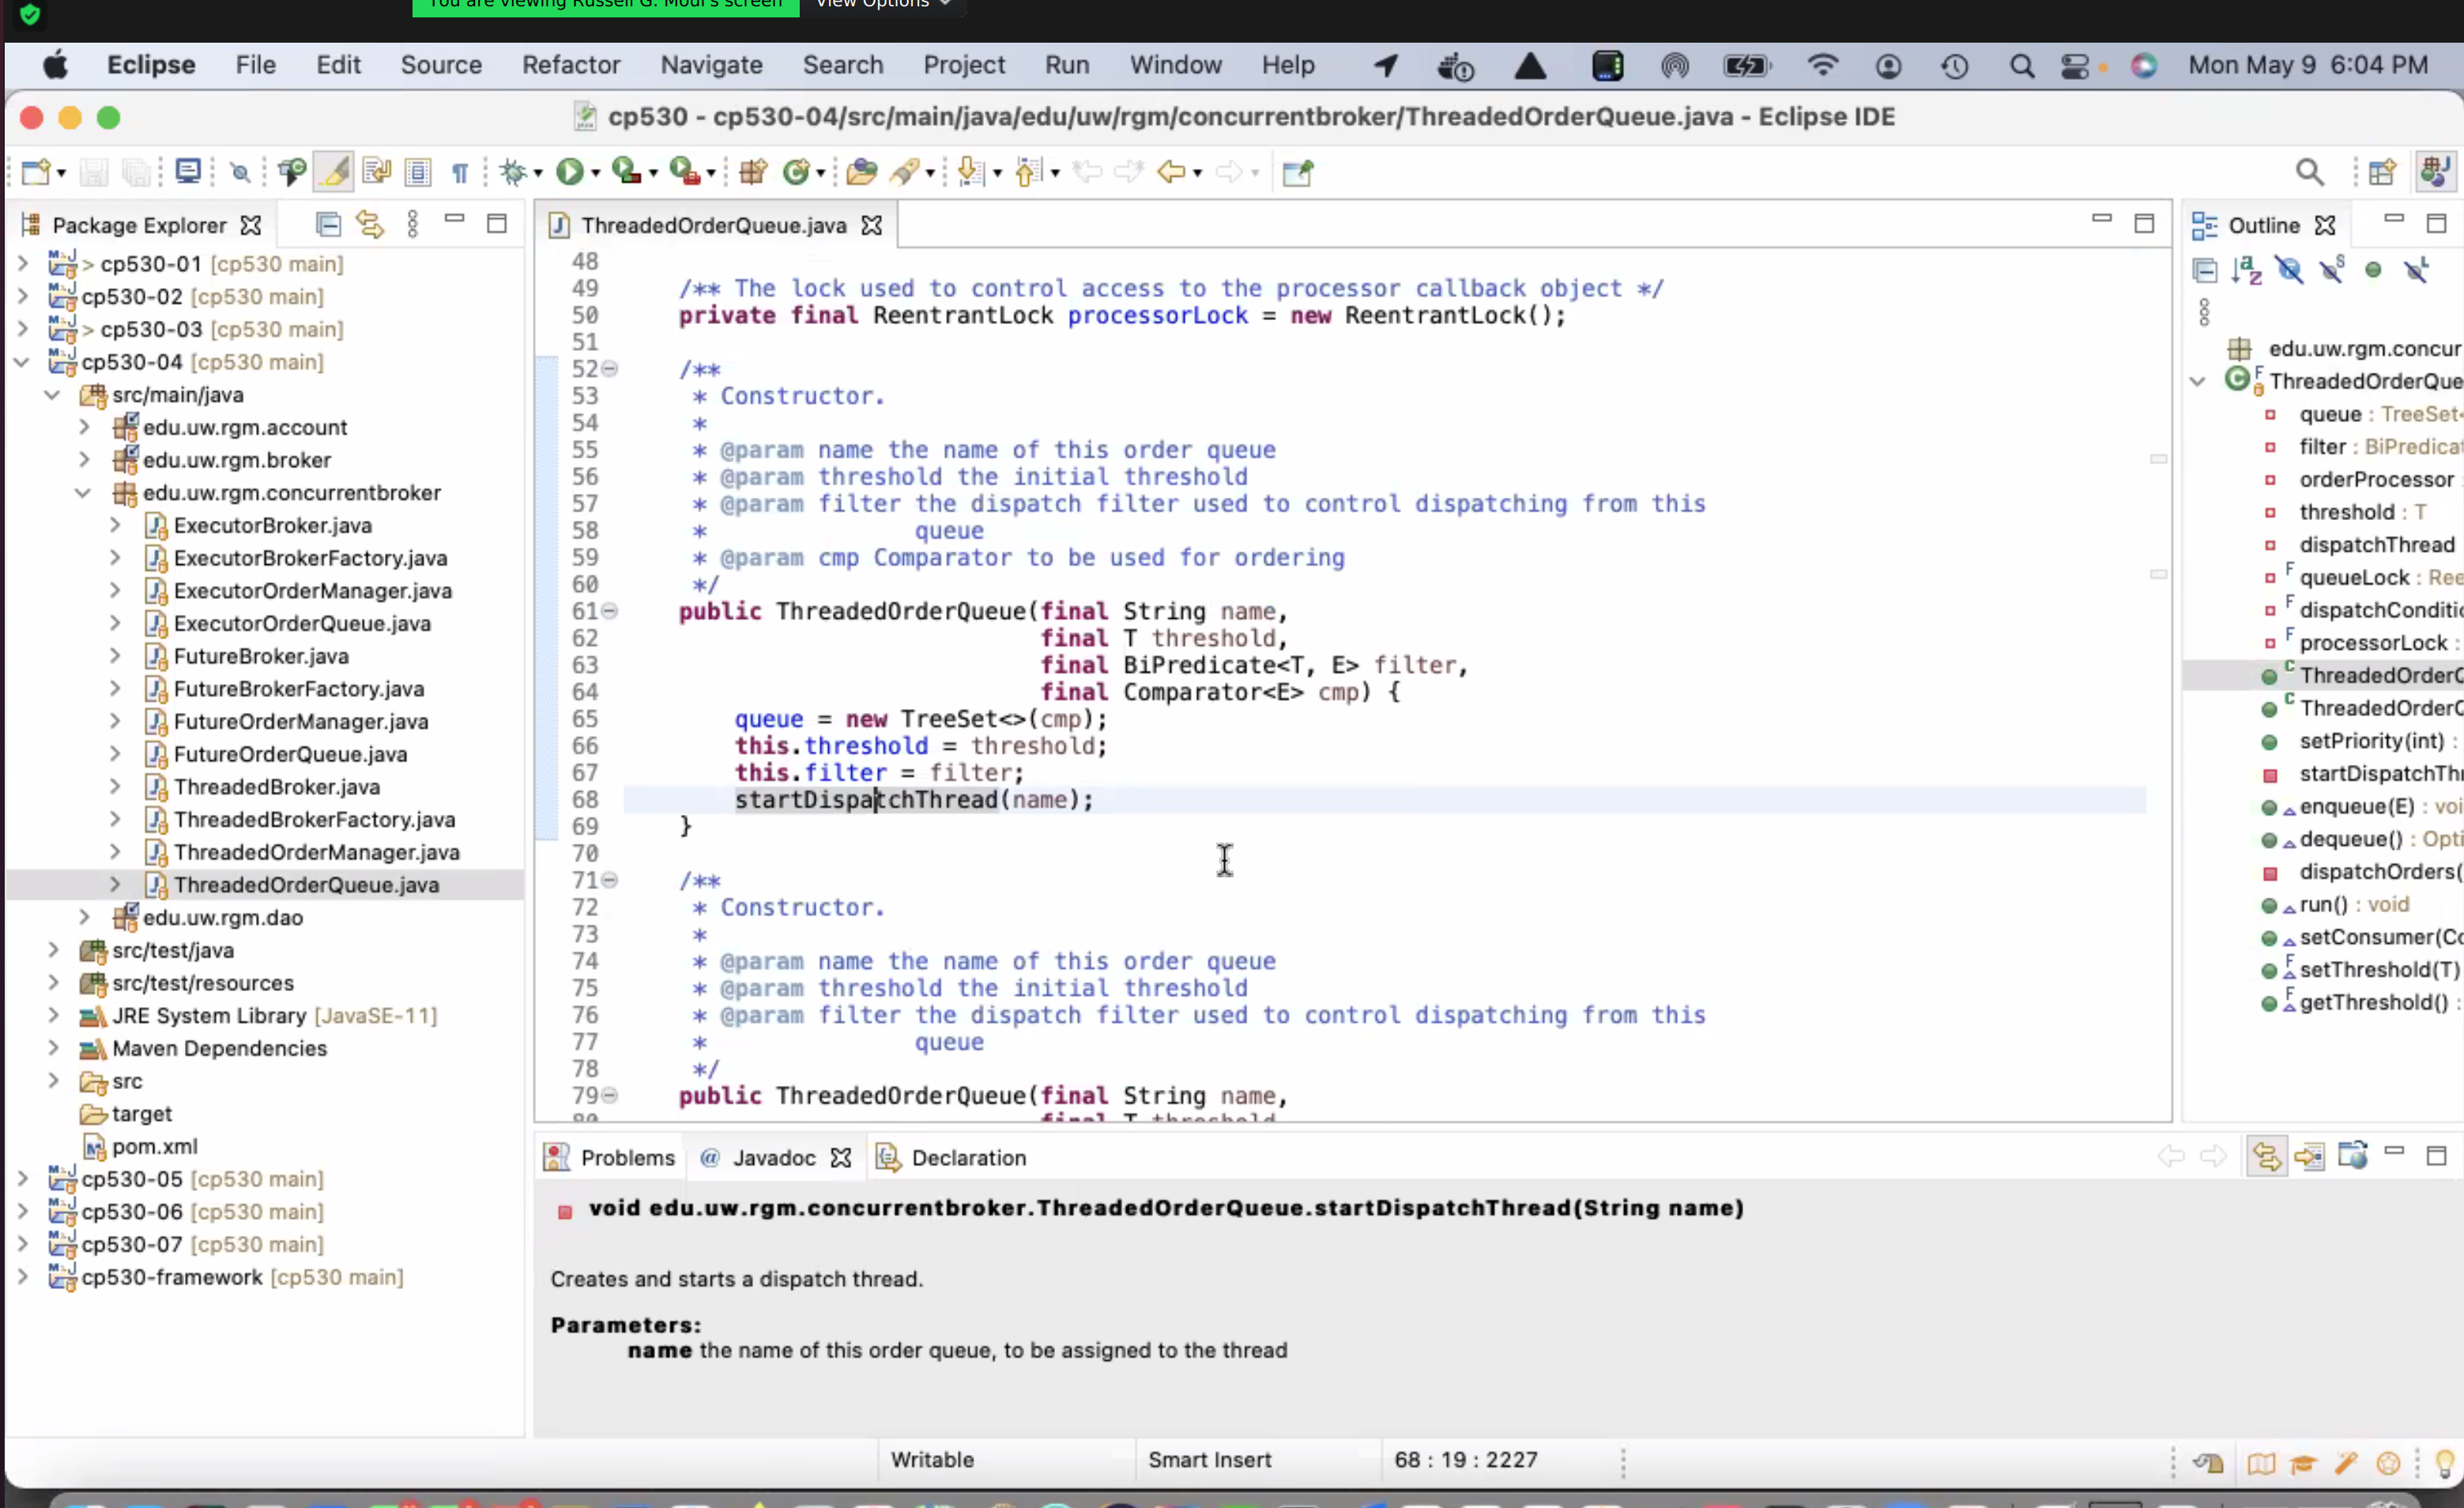 You are viewing Russell G. Moul's screen View Options
Eclipse File Edit Source Refactor Navigate Search Project Run Window Help Mon May 9 6:04 PM
cp530 - cp530-04/src/main/java/edu/uw/rgm/concurrentbroker/ThreadedOrderQueue.java - Eclipse IDE
Package Explorer
> cp530-01 [cp530 main]
cp530-02 [cp530 main]
> cp530-03 [cp530 main]
cp530-04 [cp530 main]
src/main/java
edu.uw.rgm.account
edu.uw.rgm.broker
edu.uw.rgm.concurrentbroker
ExecutorBroker.java
ExecutorBrokerFactory.java
ExecutorOrderManager.java
ExecutorOrderQueue.java
FutureBroker.java
FutureBrokerFactory.java
FutureOrderManager.java
FutureOrderQueue.java
ThreadedBroker.java
ThreadedBrokerFactory.java
ThreadedOrderManager.java
ThreadedOrderQueue.java
edu.uw.rgm.dao
src/test/java
src/test/resources
JRE System Library [JavaSE-11]
Maven Dependencies
src
target
pom.xml
cp530-05 [cp530 main]
cp530-06 [cp530 main]
cp530-07 [cp530 main]
cp530-framework [cp530 main]
ThreadedOrderQueue.java
48
49 /** The lock used to control access to the processor callback object */
50 private final ReentrantLock processorLock = new ReentrantLock();
51
52 /**
53 * Constructor.
54 *
55 * @param name the name of this order queue
56 * @param threshold the initial threshold
57 * @param filter the dispatch filter used to control dispatching from this
58 * queue
59 * @param cmp Comparator to be used for ordering
60 */
61 public ThreadedOrderQueue(final String name,
62 final T threshold,
63 final BiPredicate<T, E> filter,
64 final Comparator<E> cmp) {
65 queue = new TreeSet<>(cmp);
66 this.threshold = threshold;
67 this.filter = filter;
68 startDispatchThread(name);
69 }
70
71 /**
72 * Constructor.
73 *
74 * @param name the name of this order queue
75 * @param threshold the initial threshold
76 * @param filter the dispatch filter used to control dispatching from this
77 * queue
78 */
79 public ThreadedOrderQueue(final String name,
80 final T threshold
Outline
edu.uw.rgm.concur
ThreadedOrderQue
queue : TreeSet<
filter : BiPredicat
orderProcessor
threshold : T
dispatchThread
queueLock : Ree
dispatchConditio
processorLock :
ThreadedOrderQ
ThreadedOrderQ
setPriority(int) :
startDispatchThr
enqueue(E) : voi
dequeue() : Opti
dispatchOrders(
run() : void
setConsumer(Co
setThreshold(T)
getThreshold() :
Problems @ Javadoc Declaration
void edu.uw.rgm.concurrentbroker.ThreadedOrderQueue.startDispatchThread(String name)
Creates and starts a dispatch thread.
Parameters:
name the name of this order queue, to be assigned to the thread
Writable Smart Insert 68 : 19 : 2227